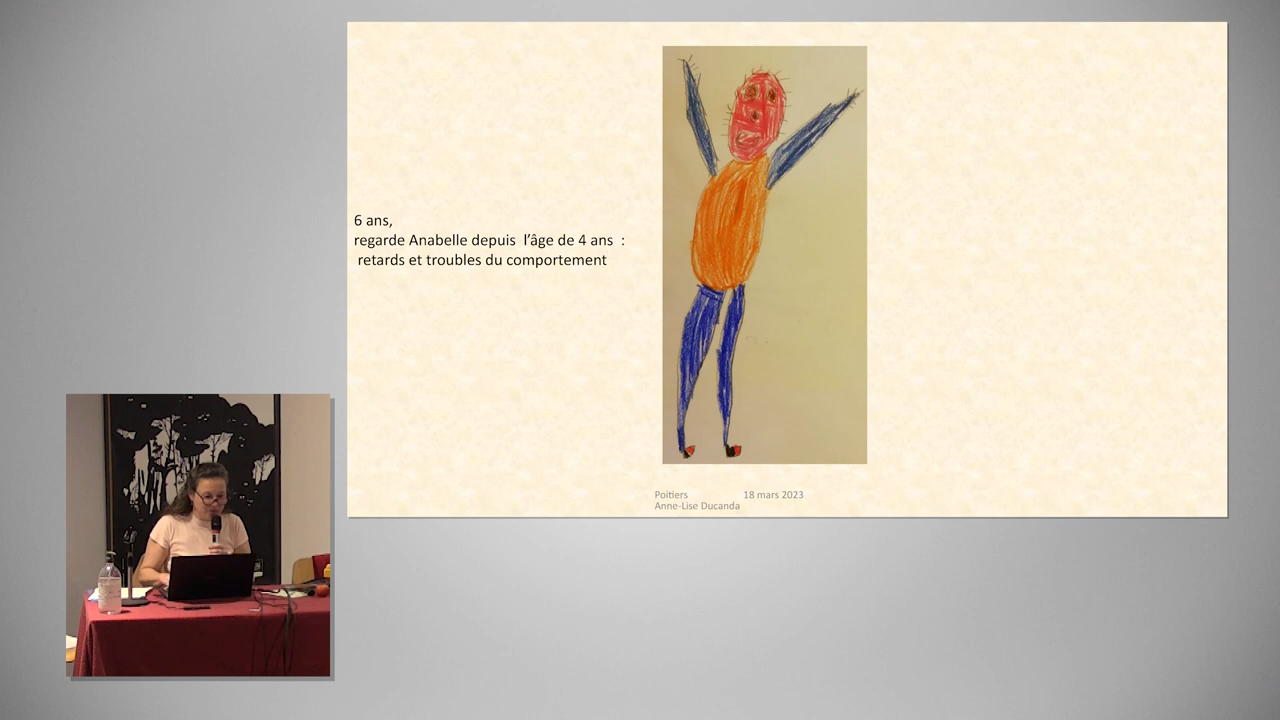 6 ans,
regarde Anabelle depuis l'âge de 4 ans :
retards et troubles du comportement
Poitiers 18 mars 2023
Anne-Lise Ducanda